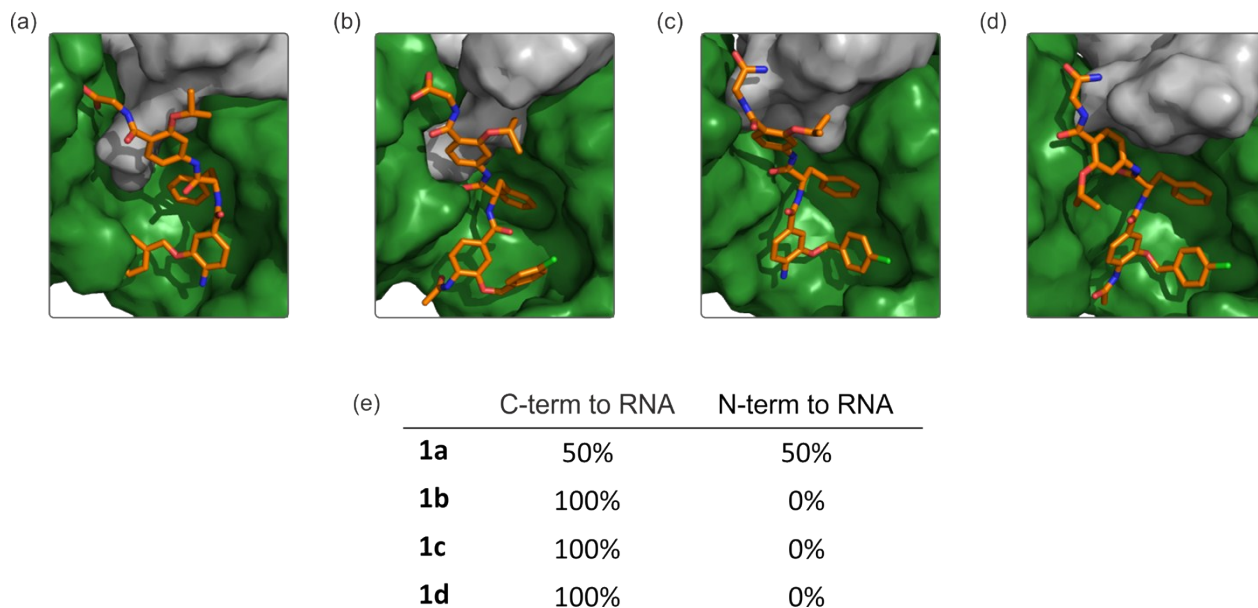 (a) (b) (c) (d)
(e) C-term to RNA N-term to RNA
1a 50% 50%
1b 100% 0%
1c 100% 0%
1d 100% 0%